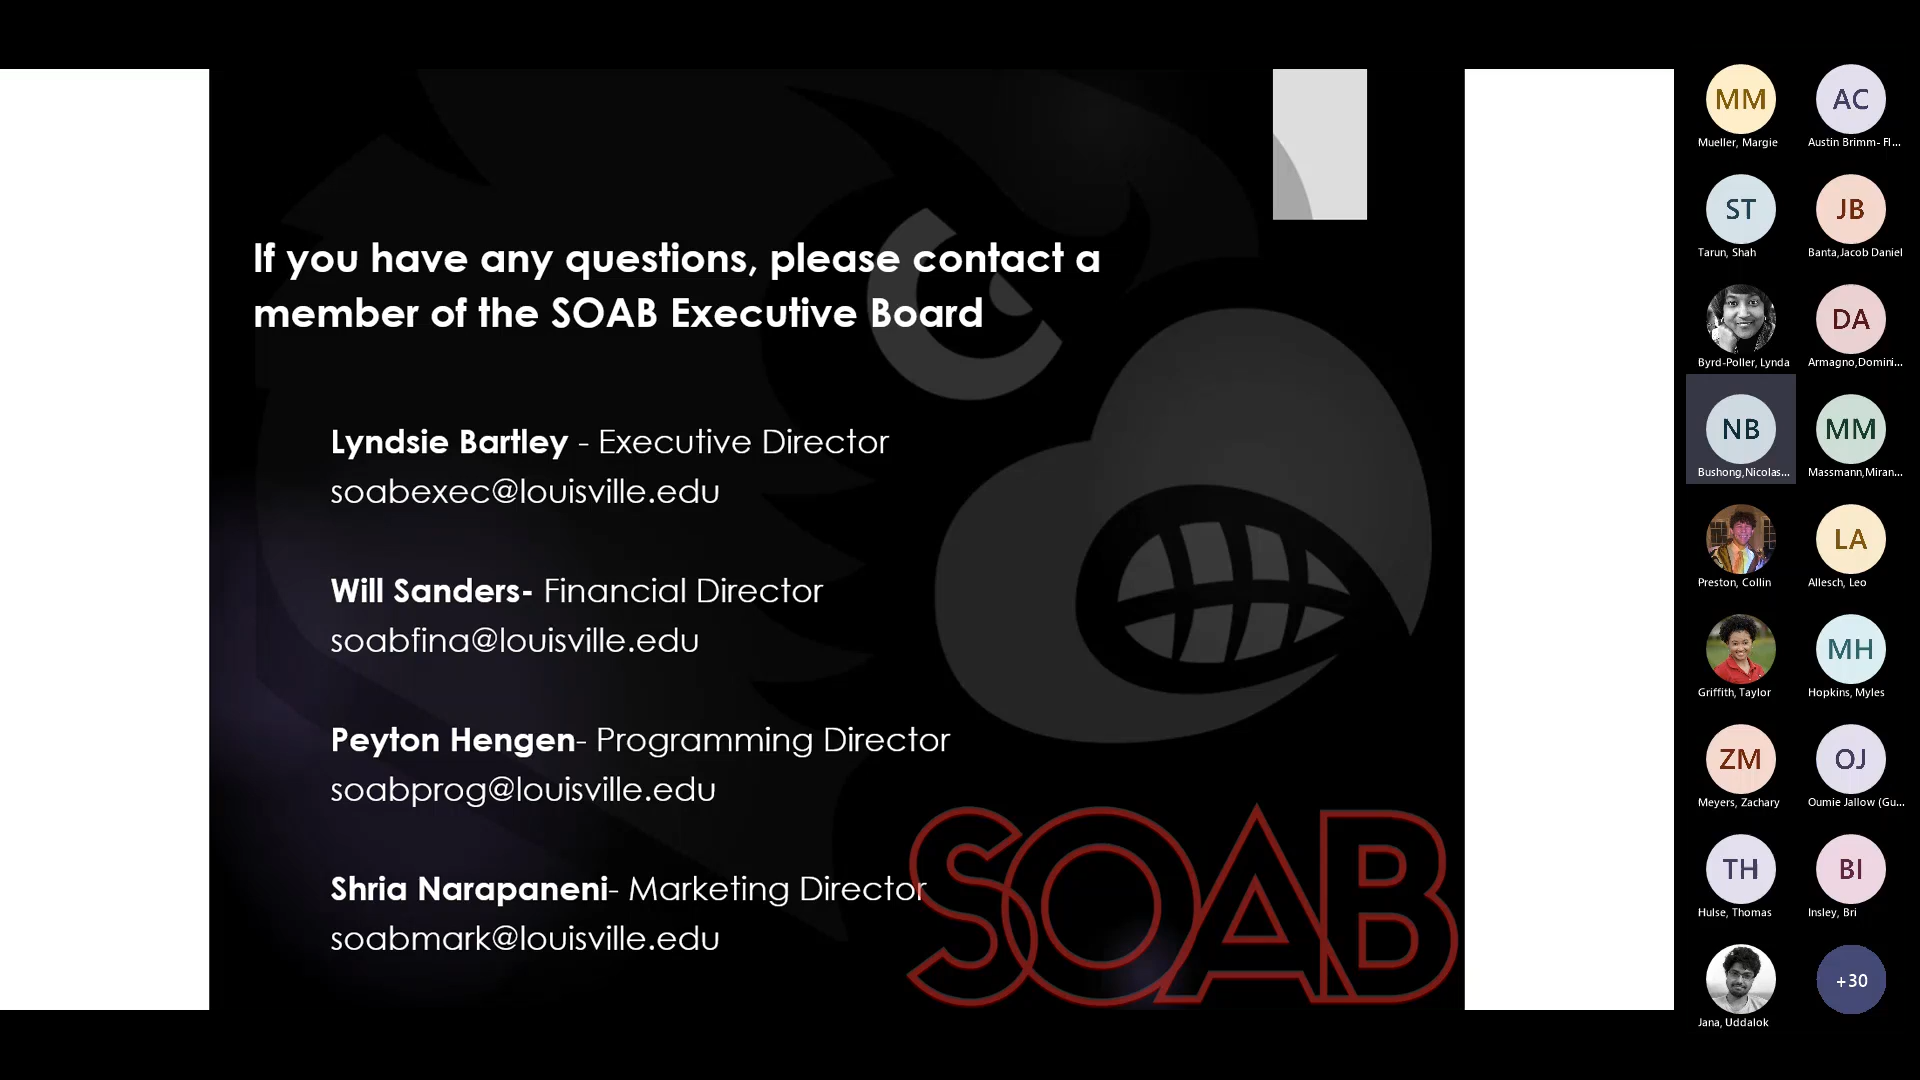 If you have any questions, please contact a
member of the SOAB Executive Board
Lyndsie Bartley - Executive Director
soabexec@louisville.edu
Will Sanders- Financial Director
soabfina@louisville.edu
Peyton Hengen- Programming Director
soabprog@louisville.edu
Shria Narapaneni- Marketing Director
soabmark@louisville.edu
SOAB
MM
Mueller, Margie
AC
Austin Brimm- Fl...
ST
Tarun, Shah
JB
Banta,Jacob Daniel
Byrd-Poller, Lynda
DA
Armagno,Domini...
NB
Bushong,Nicolas...
MM
Massmann,Miran...
Preston, Collin
LA
Allesch, Leo
Griffith, Taylor
MH
Hopkins, Myles
ZM
Meyers, Zachary
OJ
Oumie Jallow (Gu...
TH
Hulse, Thomas
BI
Insley, Bri
Jana, Uddalok
+30